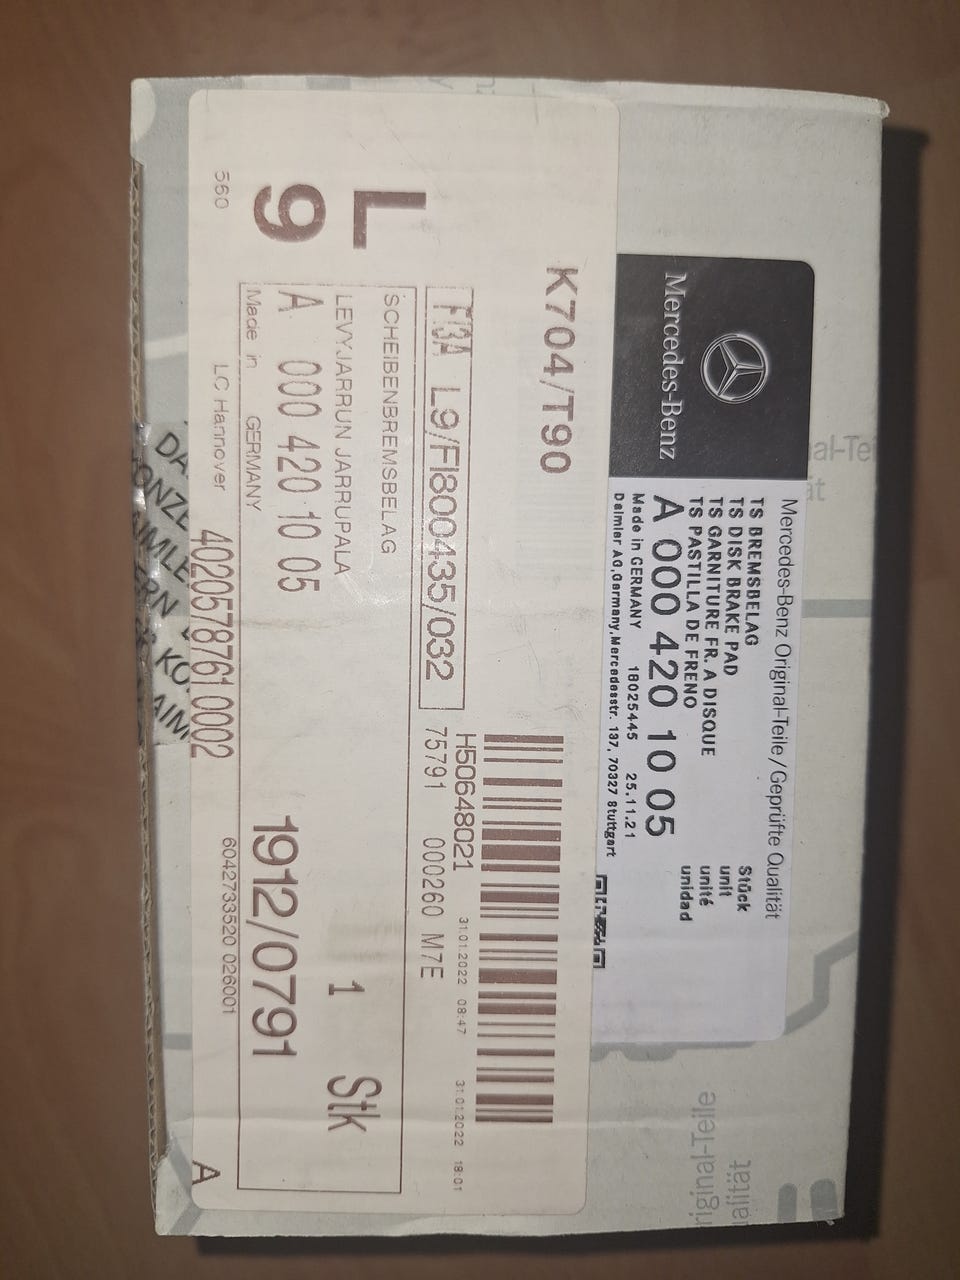 Mercedes-Benz
Mercedes-Benz Original-Teile/Geprüfte Qualität
TS BREMSBELAG
TS DISK BRAKE PAD
TS GARNITURE FR. A DISQUE
TS PASTILLA DE FRENO
Stück
unit
unité
unidad
A 000 420 10 05
Made in GERMANY 18025445 25.11.21
Daimler AG,Germany,Mercedesstr. 137, 70327 Stuttgart
K704/T90
H50648021 31.01.2022 08:47 31.01.2022 18:01
L9/FI800435/032
75791 000260 M7E
L
9
SCHEIBENBREMSBELAG
LEVYJARRUN JARRUPALA
1 Stk
A 000 420 10 05
1912/0791
Made in GERMANY
560
LC Hannover
4020578761 0002
6042733520 026001
A